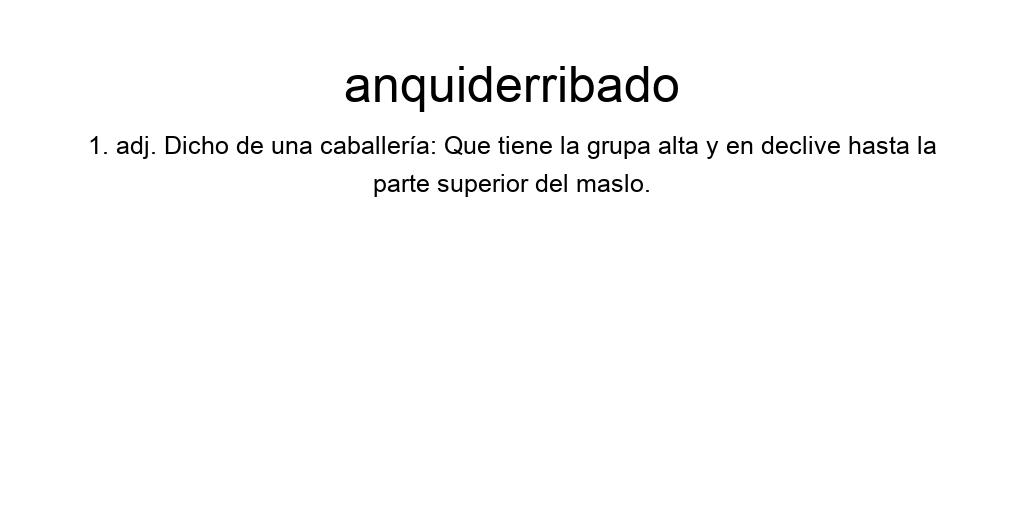 anquiderribado
1. adj. Dicho de una caballería: Que tiene la grupa alta y en declive hasta la
parte superior del maslo.